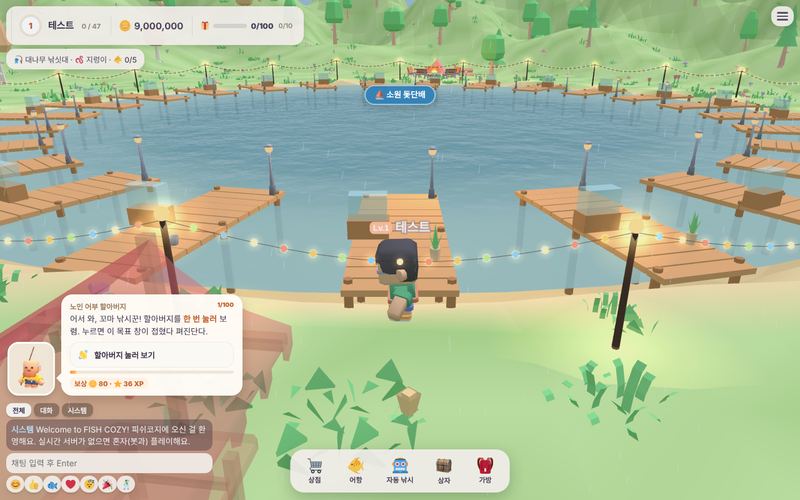 1 테스트 0 / 47 9,000,000 0/100 0/10
대나무 낚싯대 · 지렁이 · 0/5
소원 돛단배
Lv.1 테스트
노인 어부 할아버지 1/100
어서 와, 꼬마 낚시꾼! 할아버지를 한 번 눌러 보
렴. 누르면 이 목표 창이 접혔다 펴진단다.
할아버지 눌러 보기
보상 80 · 36 XP
전체 대화 시스템
시스템 Welcome to FISH COZY! 피쉬코지에 오신 걸 환
영해요. 실시간 서버가 없으면 혼자(봇과) 플레이해요.
채팅 입력 후 Enter
상점 어항 자동 낚시 상자 가방